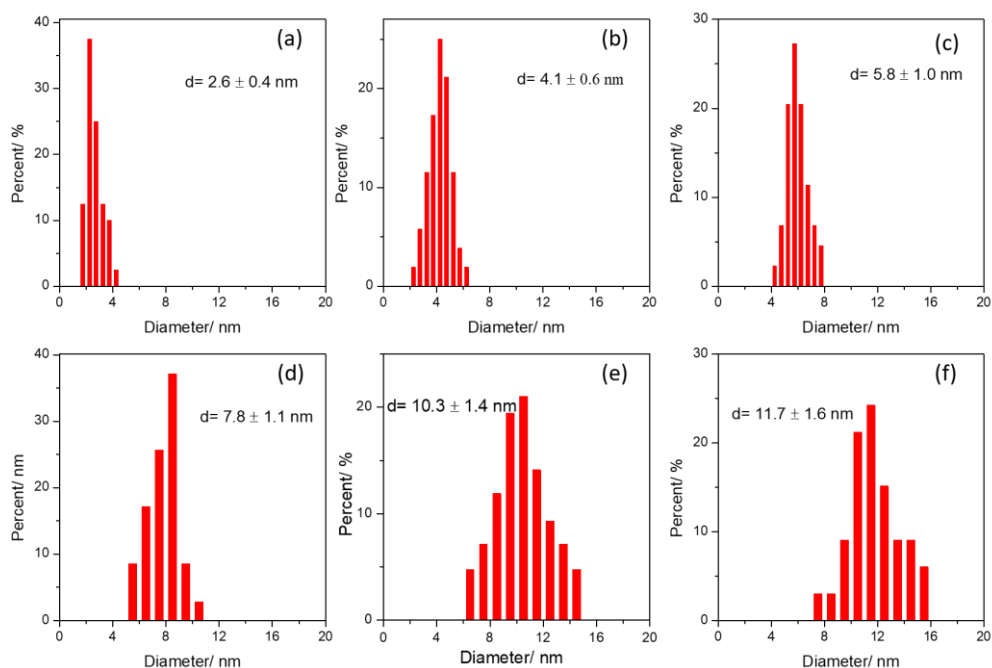 (a)
d= 2.6 ± 0.4 nm
Percent/ %
40
30
20
10
0
0 4 8 12 16 20
Diameter/ nm
(b)
d= 4.1 ± 0.6 nm
Percent/ %
20
10
0
0 4 8 12 16 20
Diameter/ nm
(c)
d= 5.8 ± 1.0 nm
Percent/ %
30
20
10
0
0 4 8 12 16 20
Diameter/ nm
(d)
d= 7.8 ± 1.1 nm
Percent/ nm
40
30
20
10
0
0 4 8 12 16 20
Diameter/ nm
(e)
d= 10.3 ± 1.4 nm
Percent/ %
20
10
0
0 4 8 12 16 20
Diameter/ nm
(f)
d= 11.7 ± 1.6 nm
Percent/ %
30
20
10
0
0 4 8 12 16 20
Diameter/ nm